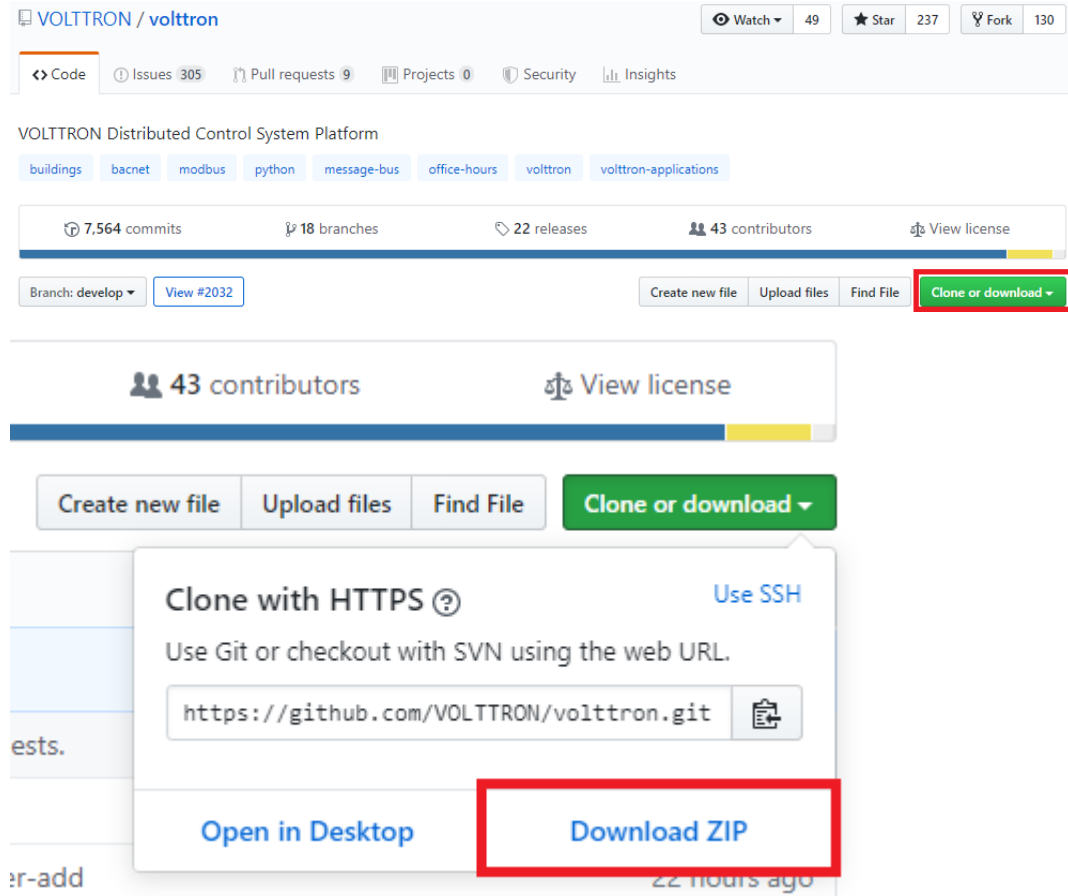 VOLTTRON / volttron
Watch 49 Star 237 Fork 130
Code Issues 305 Pull requests 9 Projects 0 Security Insights
VOLTTRON Distributed Control System Platform
buildings bacnet modbus python message-bus office-hours volttron volttron-applications
7,564 commits 18 branches 22 releases 43 contributors View license
Branch: develop View #2032 Create new file Upload files Find File Clone or download
43 contributors View license
Create new file Upload files Find File Clone or download
Clone with HTTPS ? Use SSH
Use Git or checkout with SVN using the web URL.
https://github.com/VOLTTRON/volttron.git
ests.
Open in Desktop Download ZIP
er-add 22 hours ago